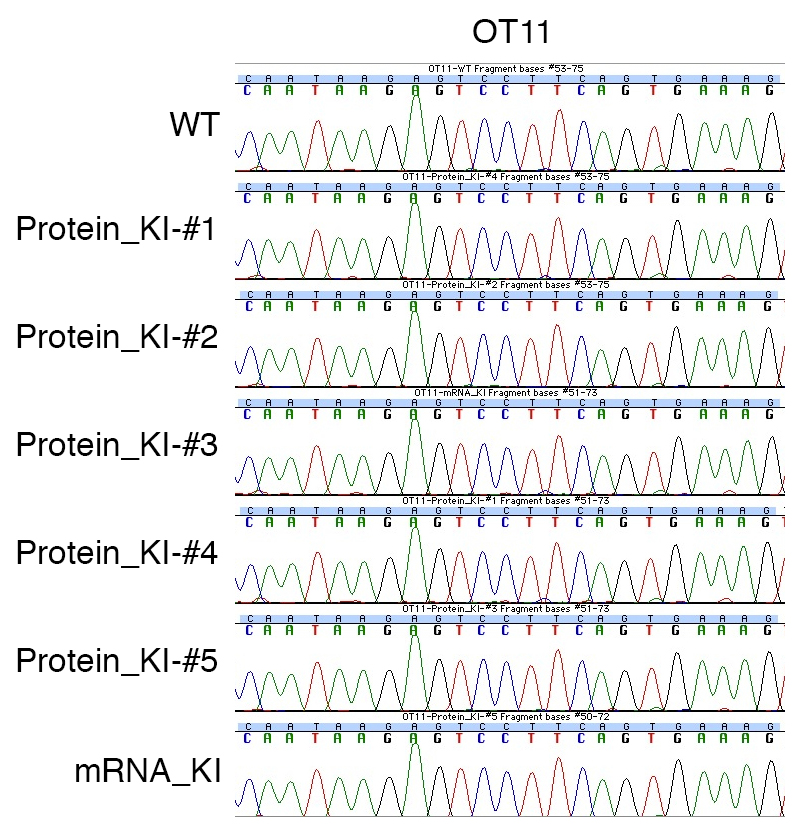 OT11
OT11-WT Fragment bases #53-75
C A A T A A G A G T C C T T C A G T G A A A G
WT
C A A T A A G A G T C C T T C A G T G A A A G
OT11-Protein_KI-#4 Fragment bases #53-75
C A A T A A G A G T C C T T C A G T G A A A G
Protein_KI-#1
C A A T A A G A G T C C T T C A G T G A A A G
OT11-Protein_KI-#2 Fragment bases #53-75
C A A T A A G A G T C C T T C A G T G A A A G
Protein_KI-#2
C A A T A A G A G T C C T T C A G T G A A A G
OT11-mRNA_KI Fragment bases #51-73
C A A T A A G A G T C C T T C A G T G A A A G
Protein_KI-#3
C A A T A A G A G T C C T T C A G T G A A A G
OT11-Protein_KI-#1 Fragment bases #51-73
C A A T A A G A G T C C T T C A G T G A A A G
Protein_KI-#4
C A A T A A G A G T C C T T C A G T G A A A G
OT11-Protein_KI-#3 Fragment bases #51-73
C A A T A A G A G T C C T T C A G T G A A A G
Protein_KI-#5
C A A T A A G A G T C C T T C A G T G A A A G
OT11-Protein_KI-#5 Fragment bases #50-72
C A A T A A G A G T C C T T C A G T G A A A G
mRNA_KI
C A A T A A G A G T C C T T C A G T G A A A G